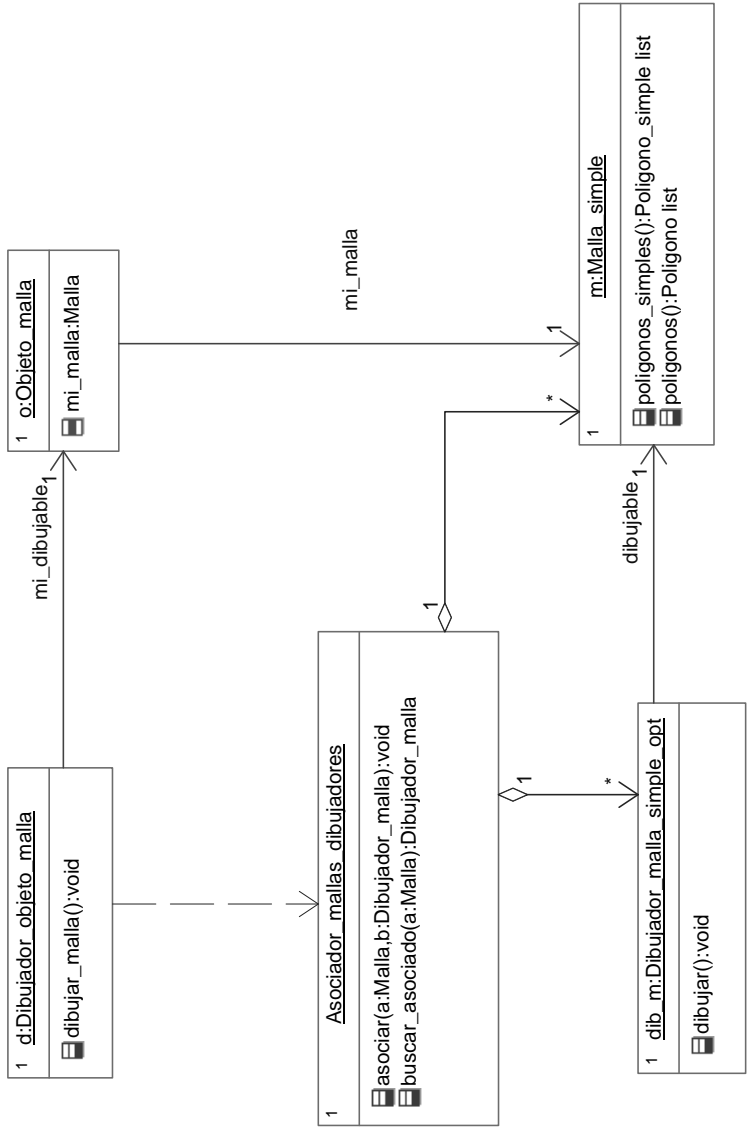 1
d:Dibujador_objeto_malla
dibujar_malla():void
mi_dibujable
1
1
o:Objeto_malla
mi_malla:Malla
mi_malla
1
1
Asociador_mallas_dibujadores
asociar(a:Malla,b:Dibujador_malla):void
buscar_asociado(a:Malla):Dibujador_malla
1
*
1
*
1
dib_m:Dibujador_malla_simple_opt
dibujar():void
dibujable
1
1
m:Malla_simple
poligonos_simples():Poligono_simple list
poligonos():Poligono list